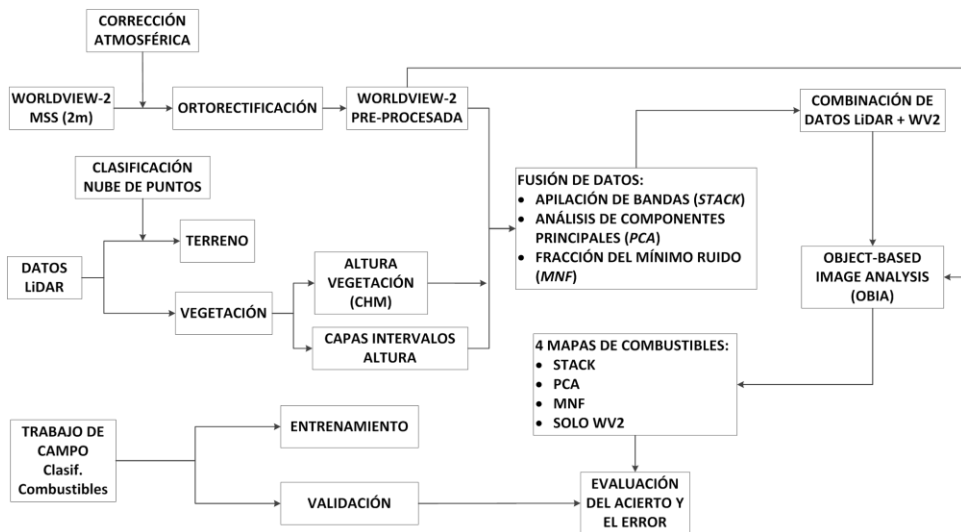 CORRECCIÓN
ATMOSFÉRICA
WORLDVIEW-2
MSS (2m)
ORTORECTIFICACIÓN
WORLDVIEW-2
PRE-PROCESADA
COMBINACIÓN DE
DATOS LiDAR + WV2
CLASIFICACIÓN
NUBE DE PUNTOS
FUSIÓN DE DATOS:
• APILACIÓN DE BANDAS (STACK)
• ANÁLISIS DE COMPONENTES
PRINCIPALES (PCA)
• FRACCIÓN DEL MÍNIMO RUIDO
(MNF)
TERRENO
DATOS
LiDAR
ALTURA
VEGETACIÓN
(CHM)
OBJECT-BASED
IMAGE ANALYSIS
(OBIA)
VEGETACIÓN
CAPAS INTERVALOS
ALTURA
4 MAPAS DE COMBUSTIBLES:
• STACK
• PCA
• MNF
• SOLO WV2
TRABAJO DE
CAMPO
Clasif.
Combustibles
ENTRENAMIENTO
VALIDACIÓN
EVALUACIÓN
DEL ACIERTO Y
EL ERROR